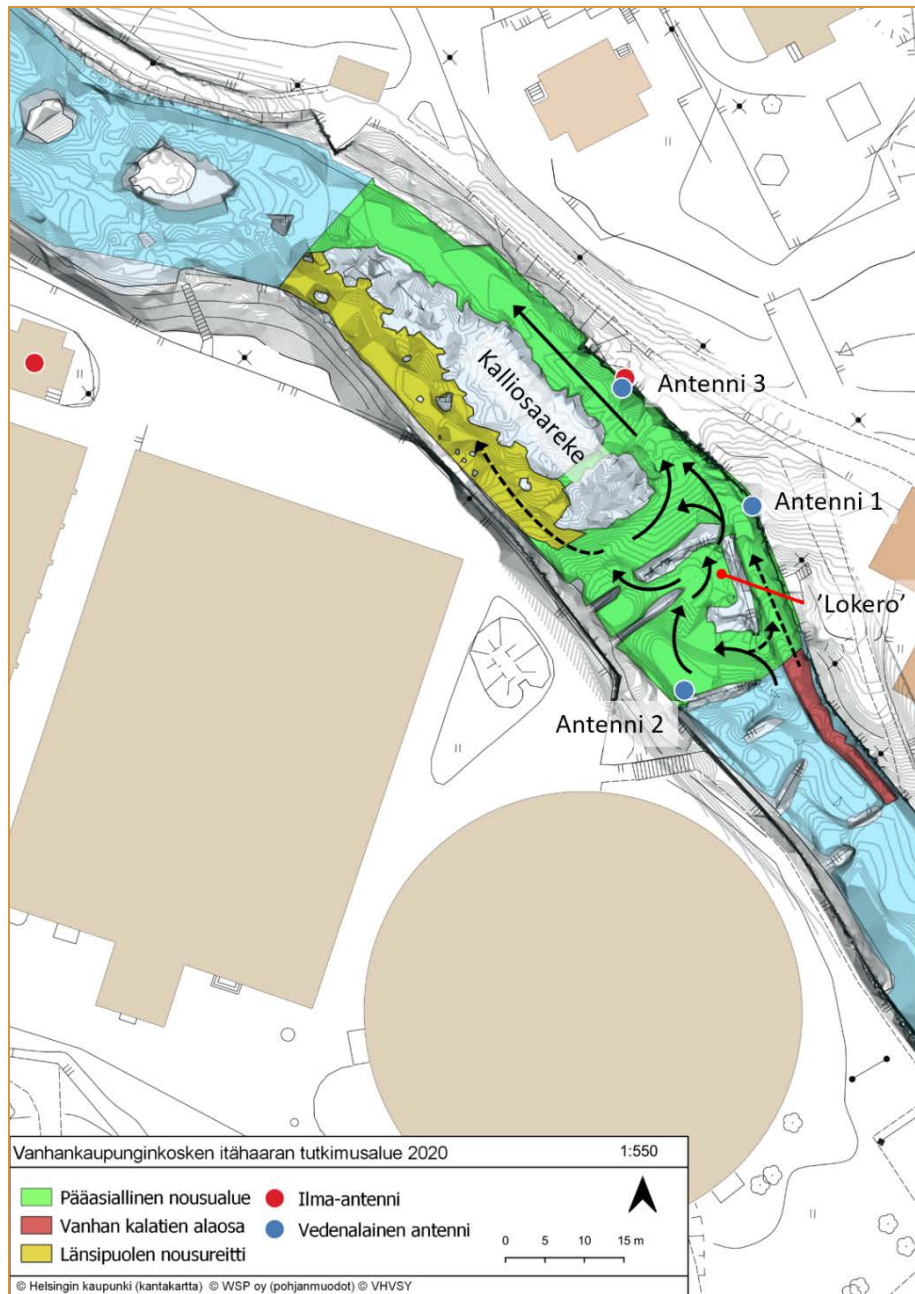 Kalliosaareke
Antenni 3
Antenni 1
'Lokero'
Antenni 2
Vanhankaupunginkosken itähaaran tutkimusalue 2020 1:550
Pääasiallinen nousualue
Vanhan kalatien alaosa
Länsipuolen nousureitti
Ilma-antenni
Vedenalainen antenni
0 5 10 15 m
© Helsingin kaupunki (kantakartta) © WSP oy (pohjanmuodot) © VHVSY